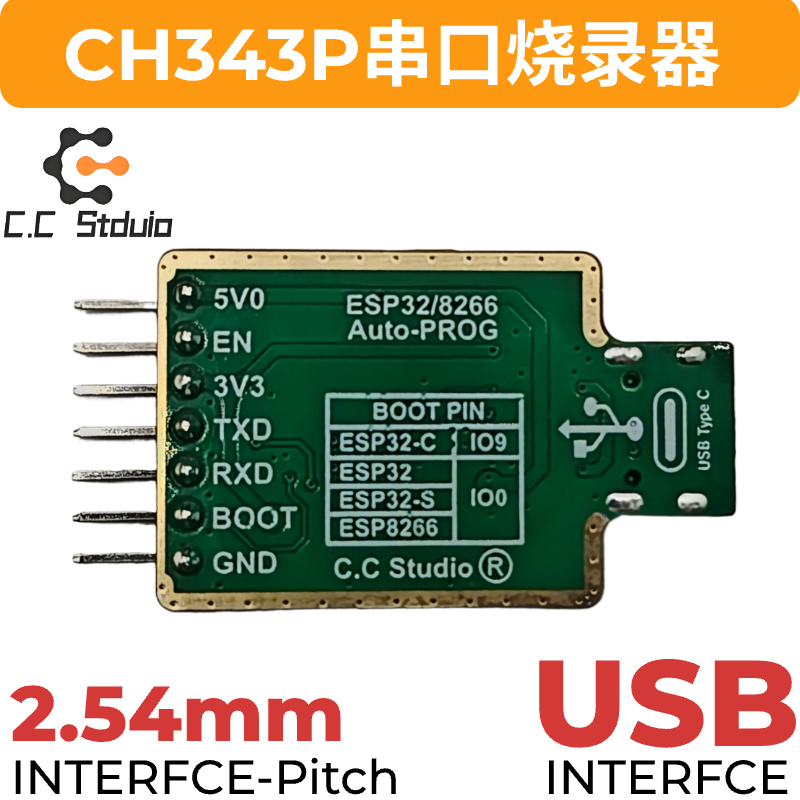 CH343P串口烧录器
C.C Stduio
5V0
EN
3V3
TXD
RXD
BOOT
GND
ESP32/8266
Auto-PROG
BOOT PIN
ESP32-C : IO9
ESP32
ESP32-S
ESP8266
IO0
C.C Studio ®
USB Type C
2.54mm
INTERFCE-Pitch
USB
INTERFCE